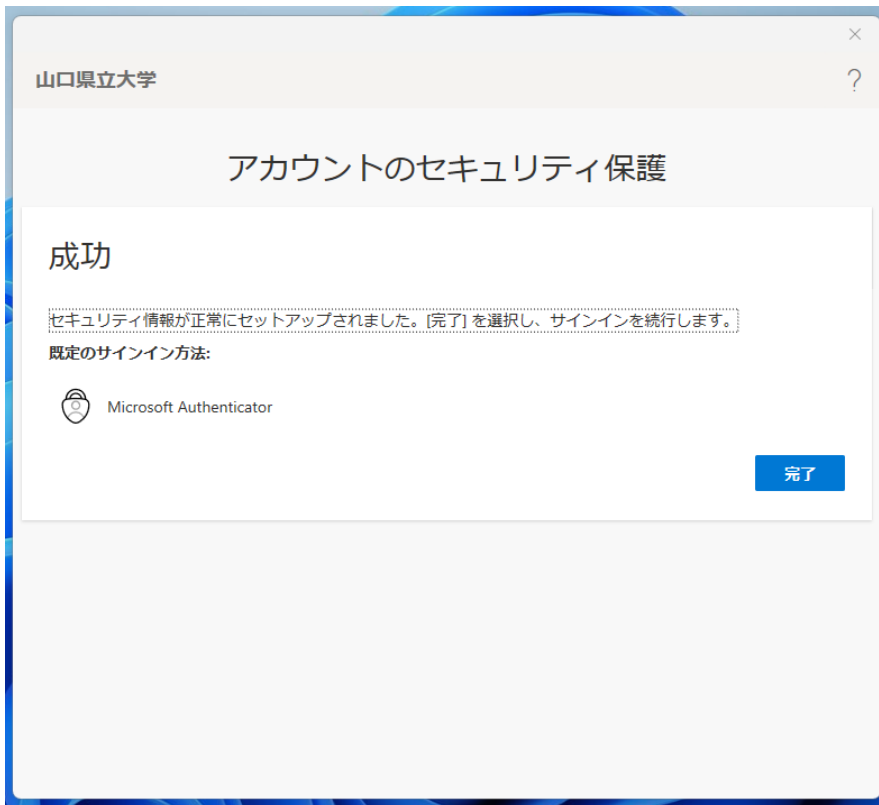 山口県立大学
アカウントのセキュリティ保護
成功
セキュリティ情報が正常にセットアップされました。[完了] を選択し、サインインを続行します。
既定のサインイン方法:
Microsoft Authenticator
完了